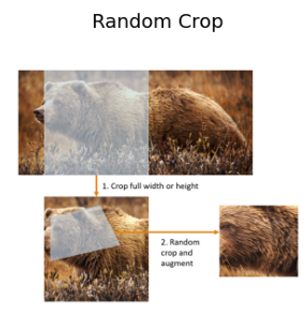 Random Crop
1. Crop full width or height
2. Random
crop and
augment